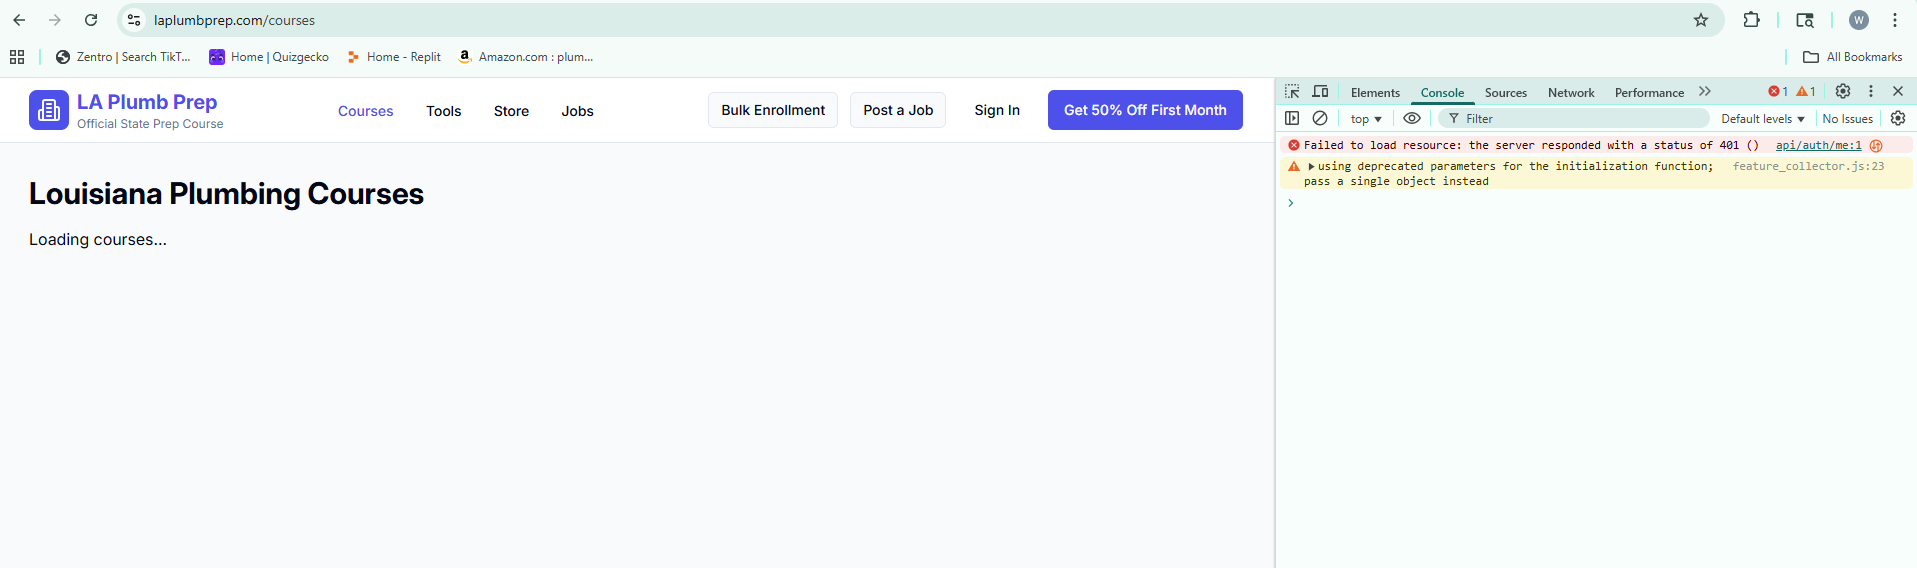 laplumbprep.com/courses
W
Zentro | Search TikT...
Home | Quizgecko
Home - Replit
Amazon.com : plum...
All Bookmarks
LA Plumb Prep
Official State Prep Course
Courses
Tools
Store
Jobs
Bulk Enrollment
Post a Job
Sign In
Get 50% Off First Month
Louisiana Plumbing Courses
Loading courses...
Elements
Console
Sources
Network
Performance
1
1
top
Filter
Default levels
No Issues
Failed to load resource: the server responded with a status of 401 () api/auth/me:1
using deprecated parameters for the initialization function; feature_collector.js:23
pass a single object instead